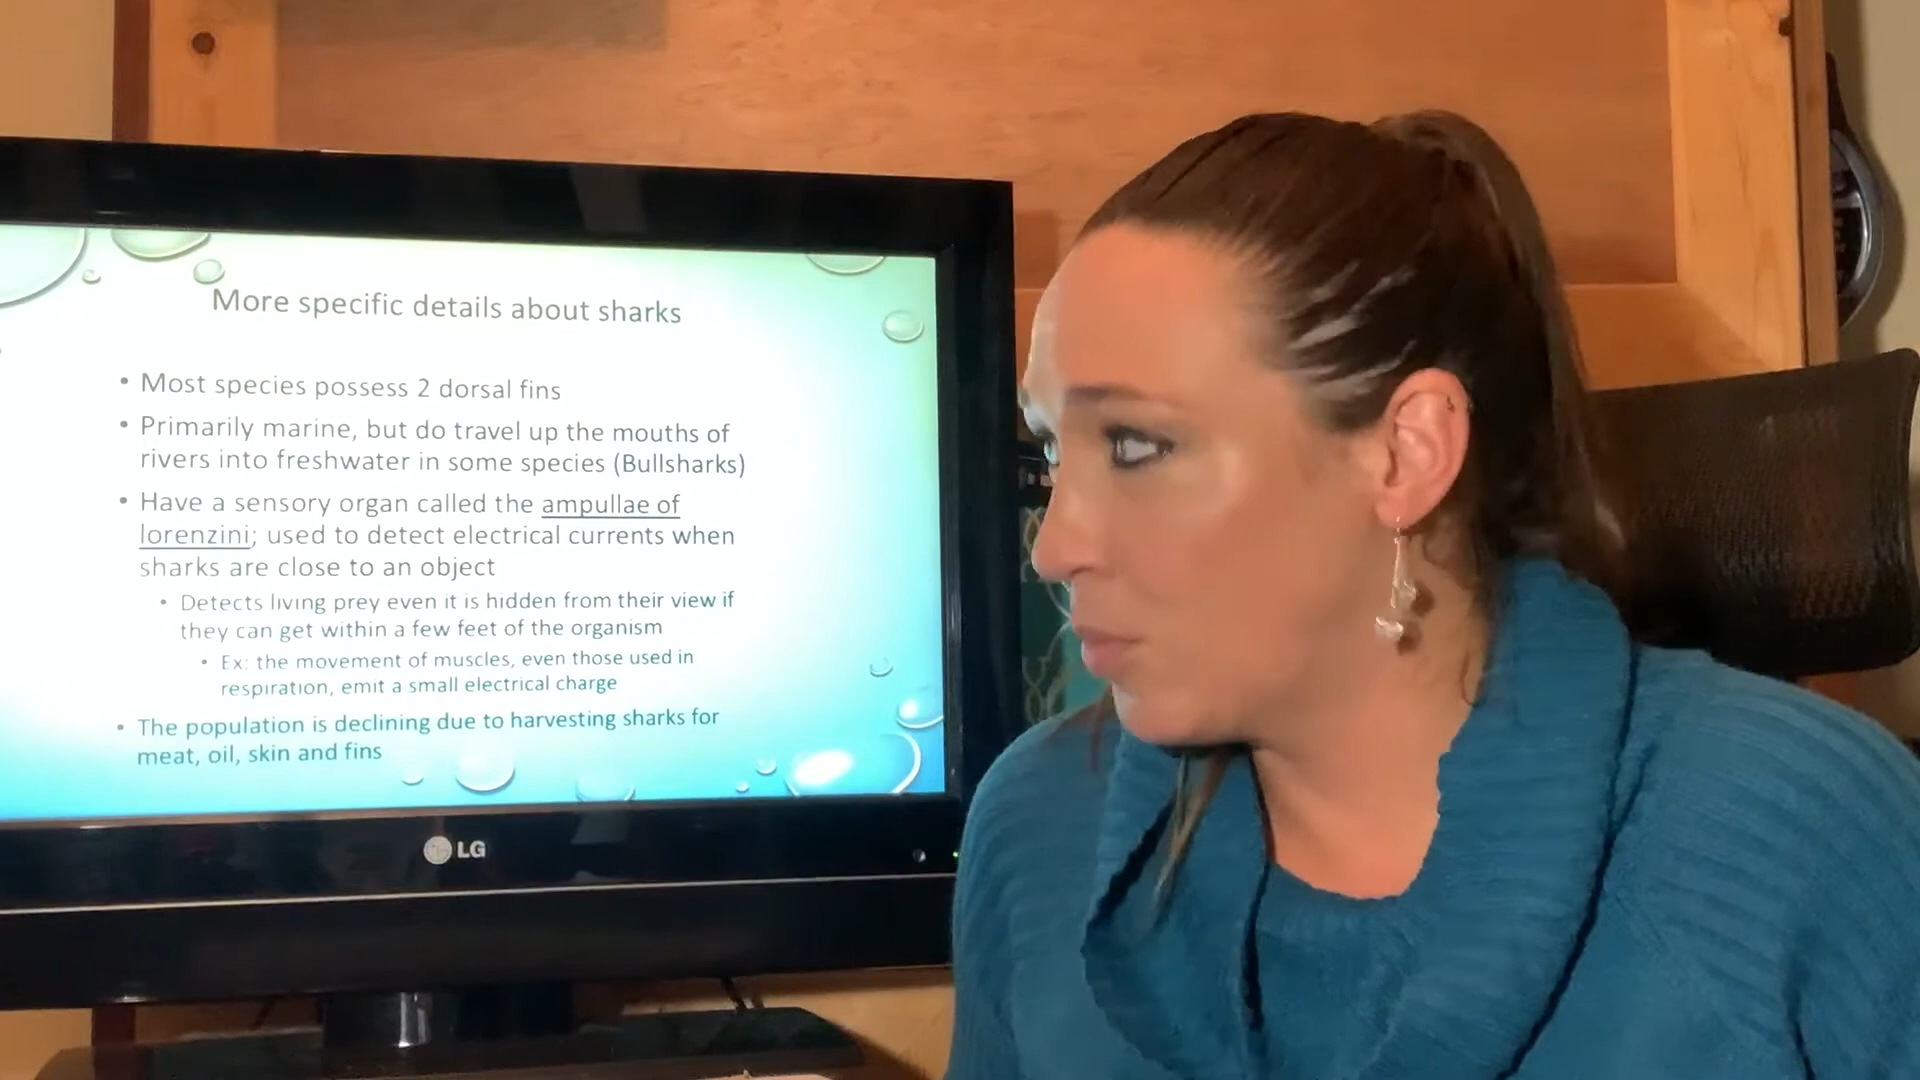 More specific details about sharks
• Most species possess 2 dorsal fins
• Primarily marine, but do travel up the mouths of
rivers into freshwater in some species (Bullsharks)
• Have a sensory organ called the ampullae of
lorenzini; used to detect electrical currents when
sharks are close to an object
• Detects living prey even it is hidden from their view if
they can get within a few feet of the organism
• Ex: the movement of muscles, even those used in
respiration, emit a small electrical charge
• The population is declining due to harvesting sharks for
meat, oil, skin and fins
LG